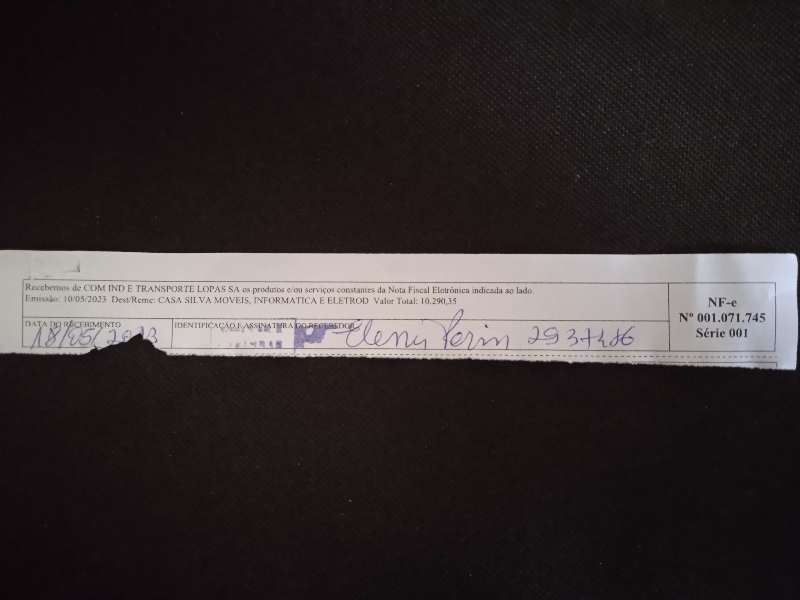 Recebemos de COM IND E TRANSPORTE LOPAS SA os produtos e/ou serviços constantes da Nota Fiscal Eletrônica indicada ao lado.
Emissão: 10/05/2023 Dest/Reme: CASA SILVA MOVEIS, INFORMATICA E ELETROD Valor Total: 10.290,35
NF-e
Nº 001.071.745
Série 001
DATA DO RECEBIMENTO
18/05/2023
IDENTIFICAÇÃO E ASSINATURA DO RECEBEDOR
Perin